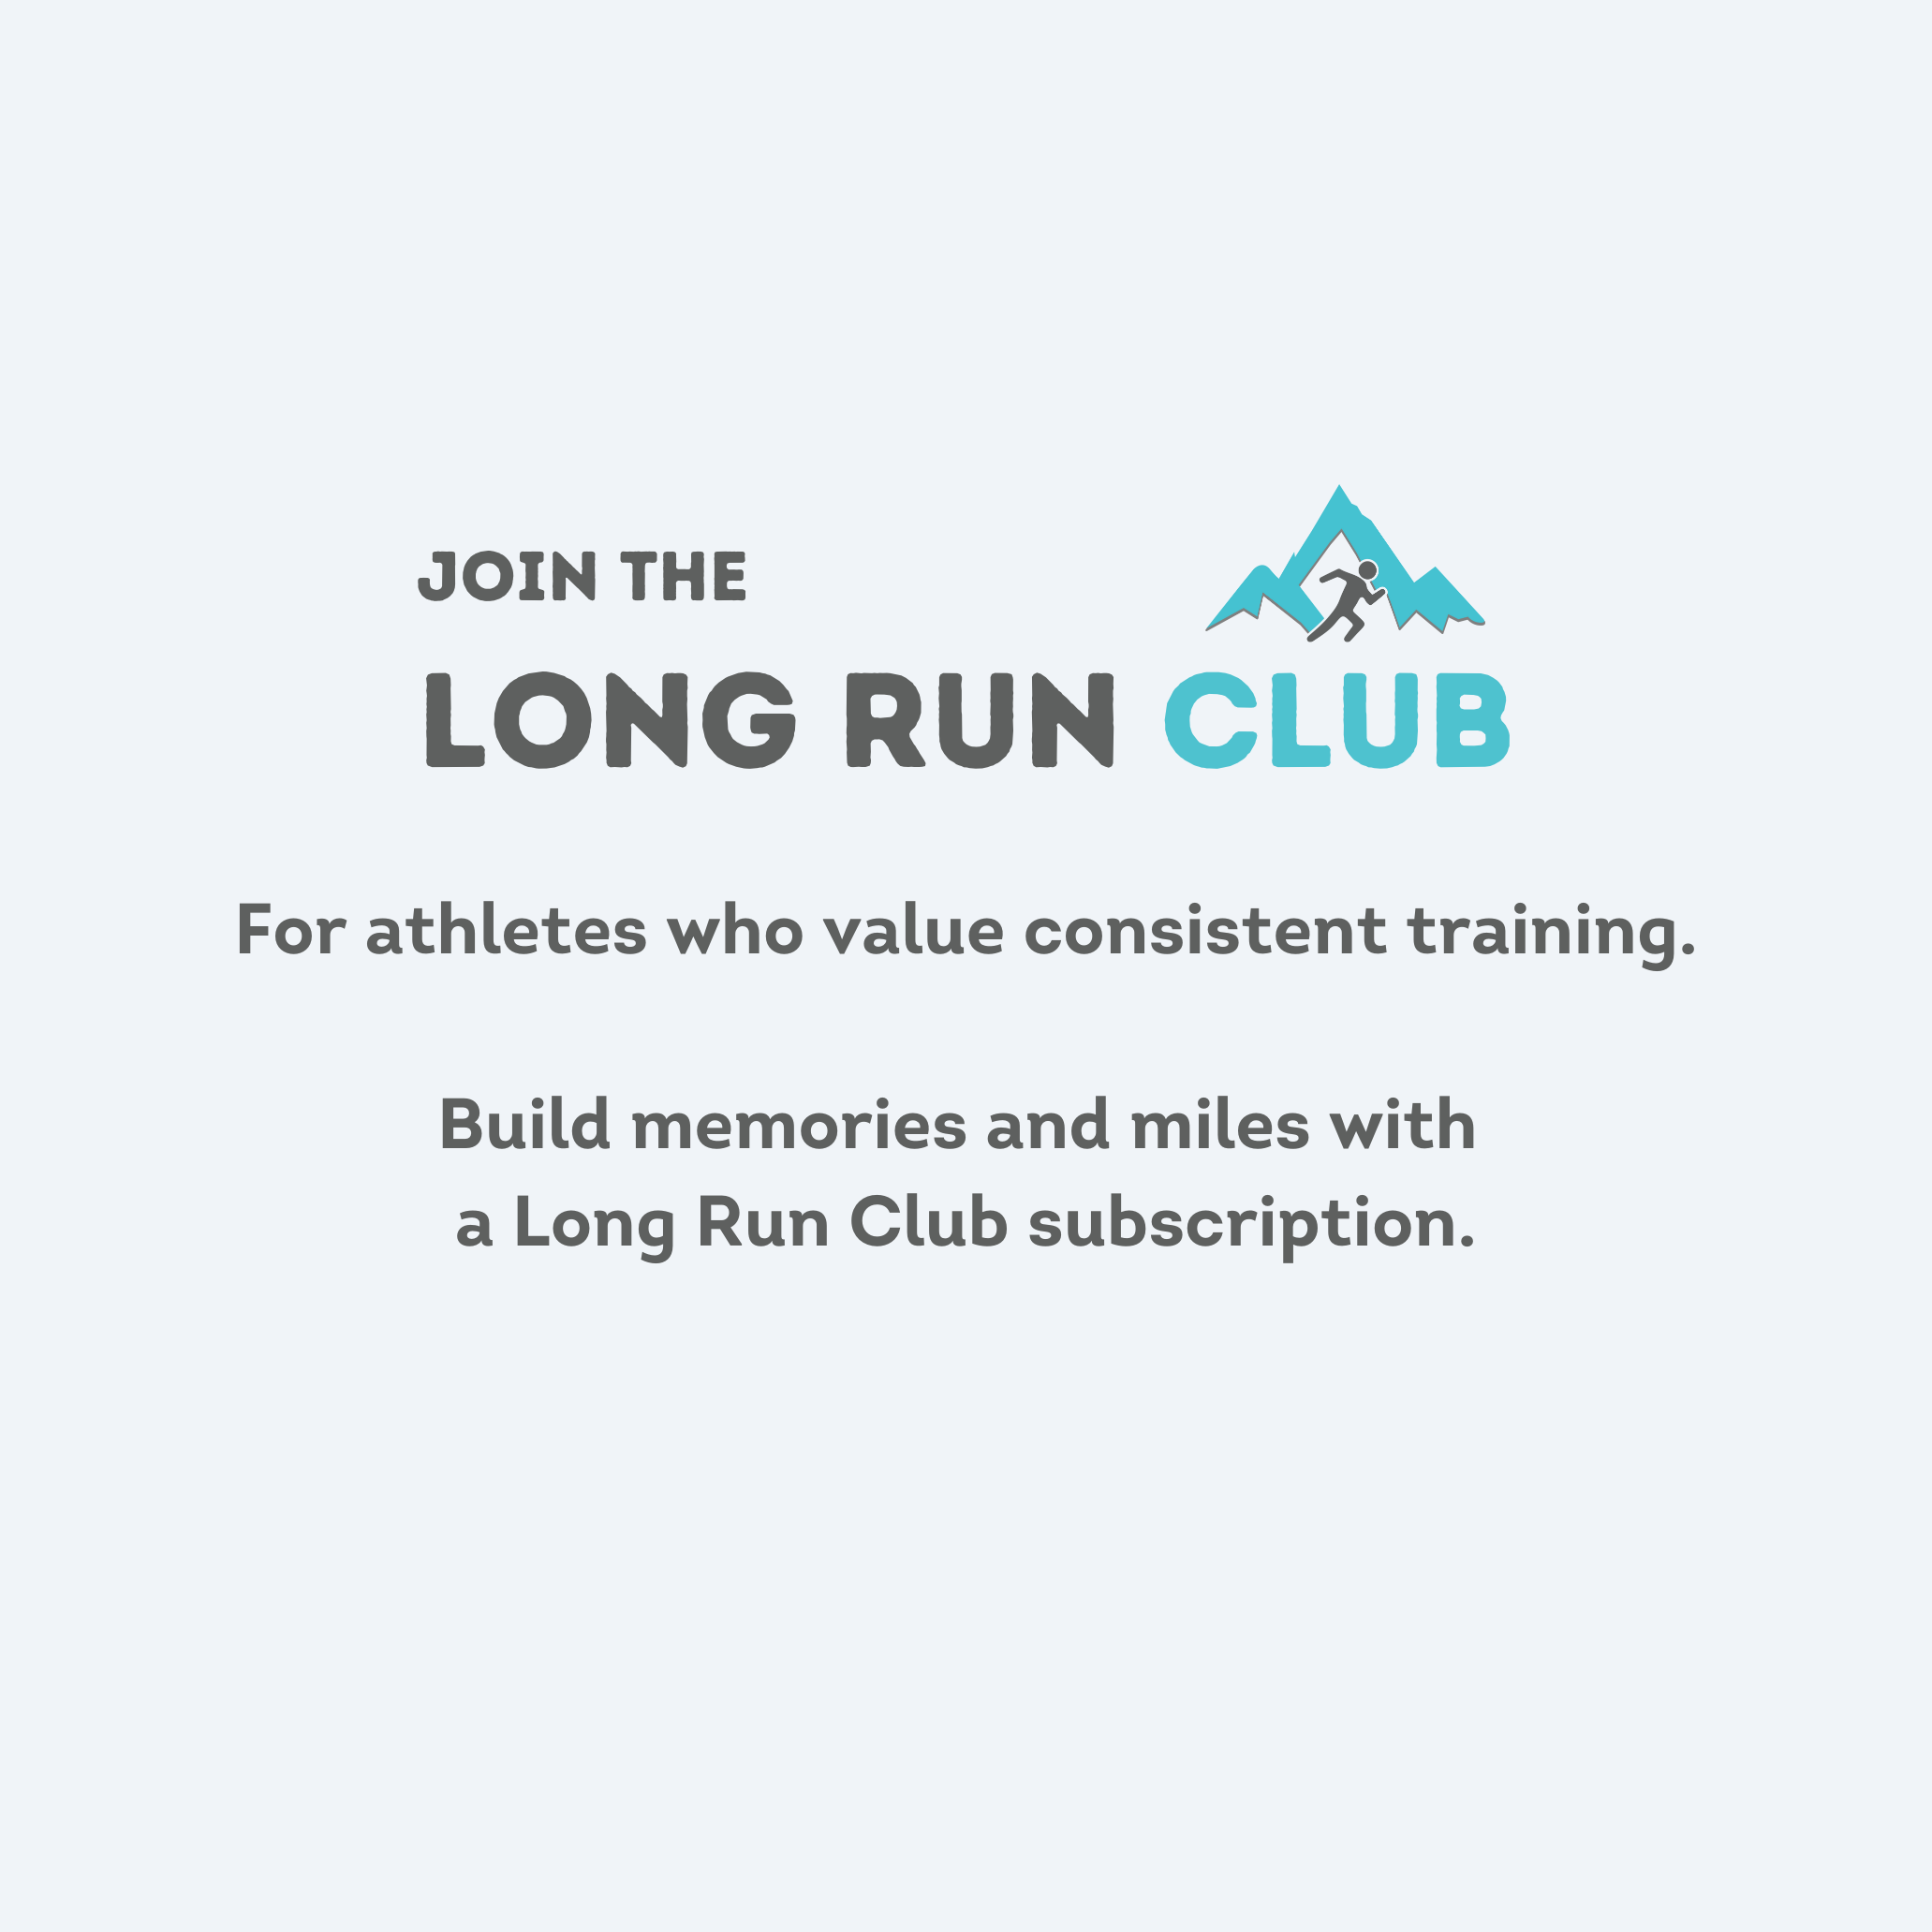 JOIN THE
LONG RUN CLUB
For athletes who value consistent training.
Build memories and miles with
a Long Run Club subscription.